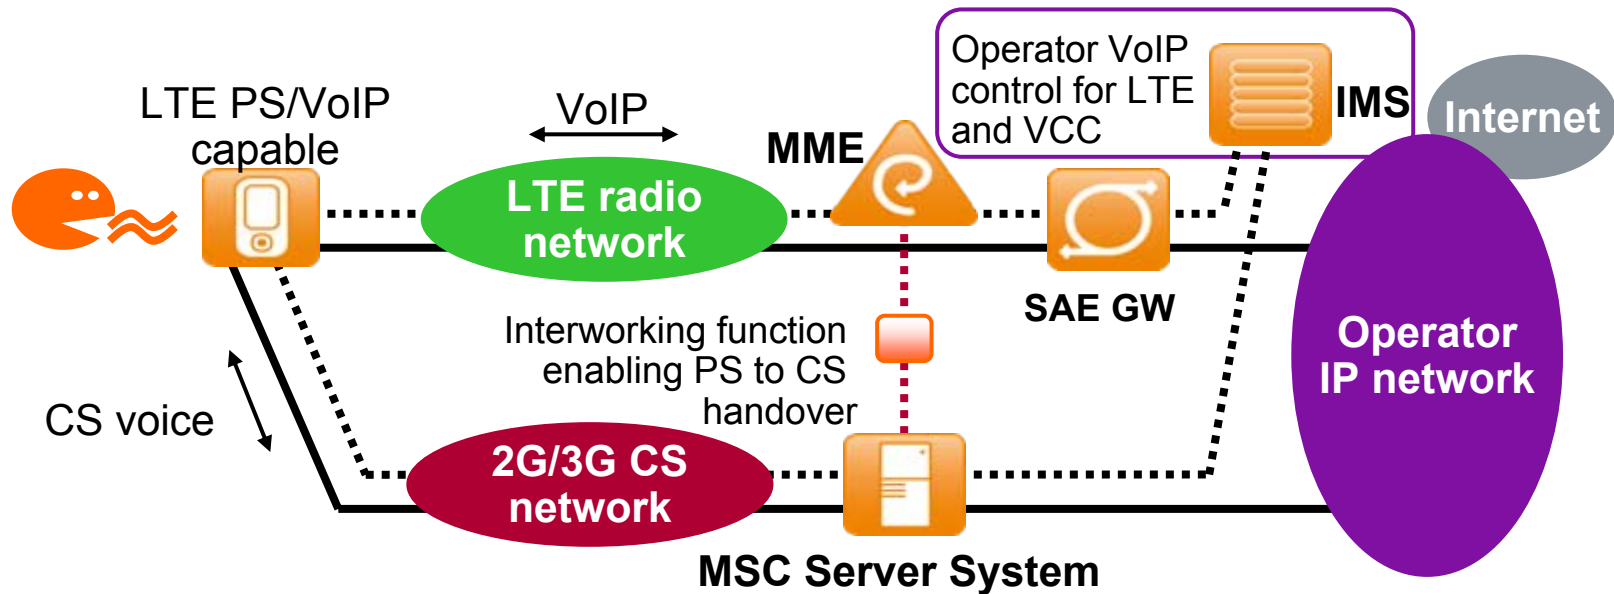 LTE PS/VoIP
capable
VoIP
LTE radio
network
MME
Operator VoIP
control for LTE
and VCC
IMS
Internet
SAE GW
Interworking function
enabling PS to CS
handover
Operator
IP network
CS voice
2G/3G CS
network
MSC Server System